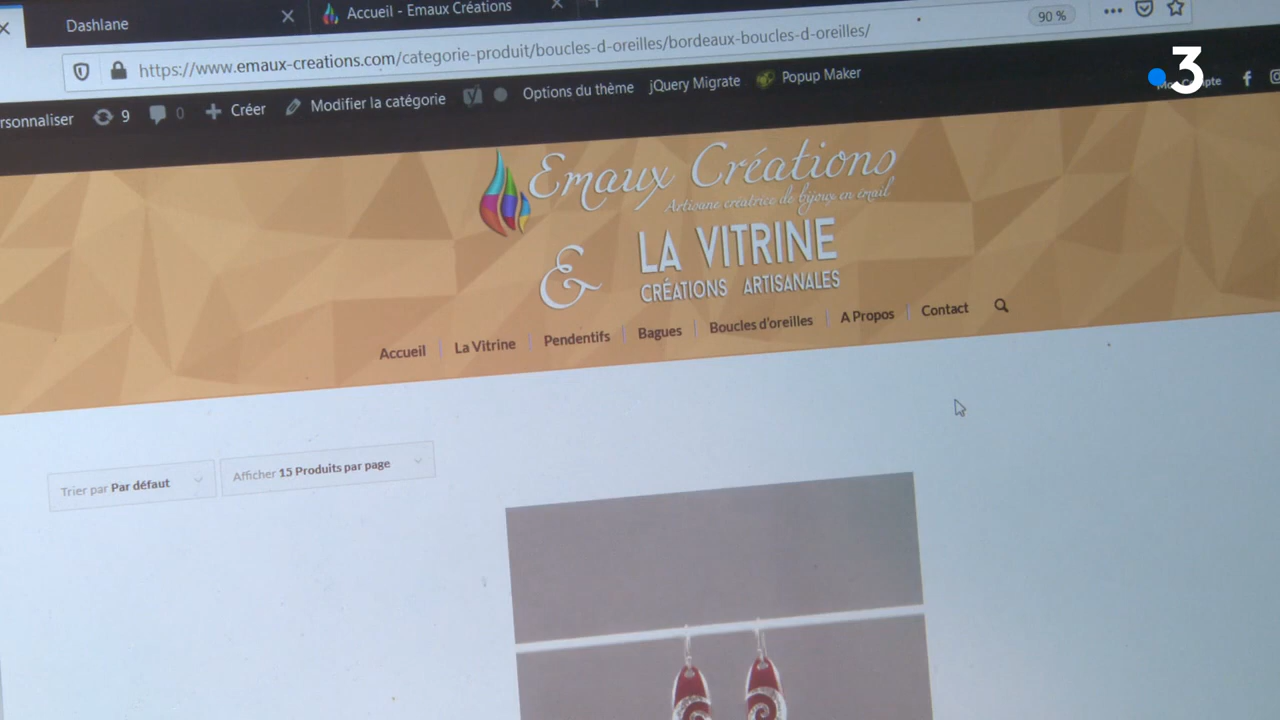 Dashlane
Accueil - Emaux Créations
https://www.emaux-creations.com/categorie-produit/boucles-d-oreilles/bordeaux-boucles-d-oreilles/
90 %
rsonnaliser 9 0 Créer Modifier la catégorie Options du thème jQuery Migrate Popup Maker
3
Emaux Créations
Artisane créatrice de bijoux en émail
& LA VITRINE
CRÉATIONS ARTISANALES
Accueil La Vitrine Pendentifs Bagues Boucles d'oreilles A Propos Contact
Trier par Par défaut
Afficher 15 Produits par page